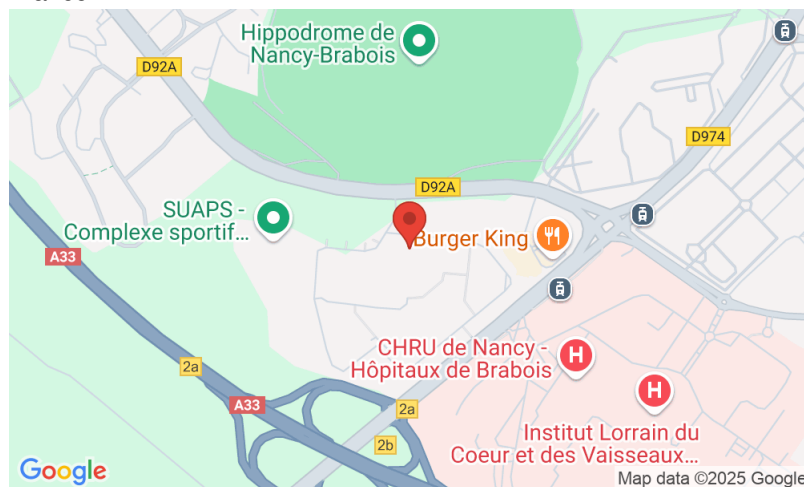 Hippodrome de
Nancy-Brabois
D92A
D974
D92A
SUAPS -
Complexe sportif...
Burger King
A33
CHRU de Nancy -
Hôpitaux de Brabois
H
2a
H
A33
2a
Institut Lorrain du
Coeur et des Vaisseaux...
2b
Google
Map data ©2025 Google